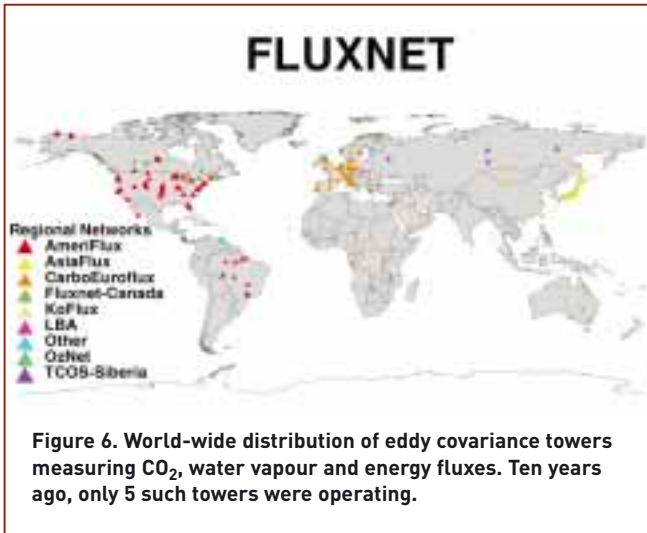 FLUXNET
Regional Networks
AmeriFlux
AsiaFlux
CarboEuroflux
Fluxnet-Canada
KoFlux
LBA
Other
OzNet
TCOS-Siberia
Figure 6. World-wide distribution of eddy covariance towers
measuring CO₂, water vapour and energy fluxes. Ten years
ago, only 5 such towers were operating.